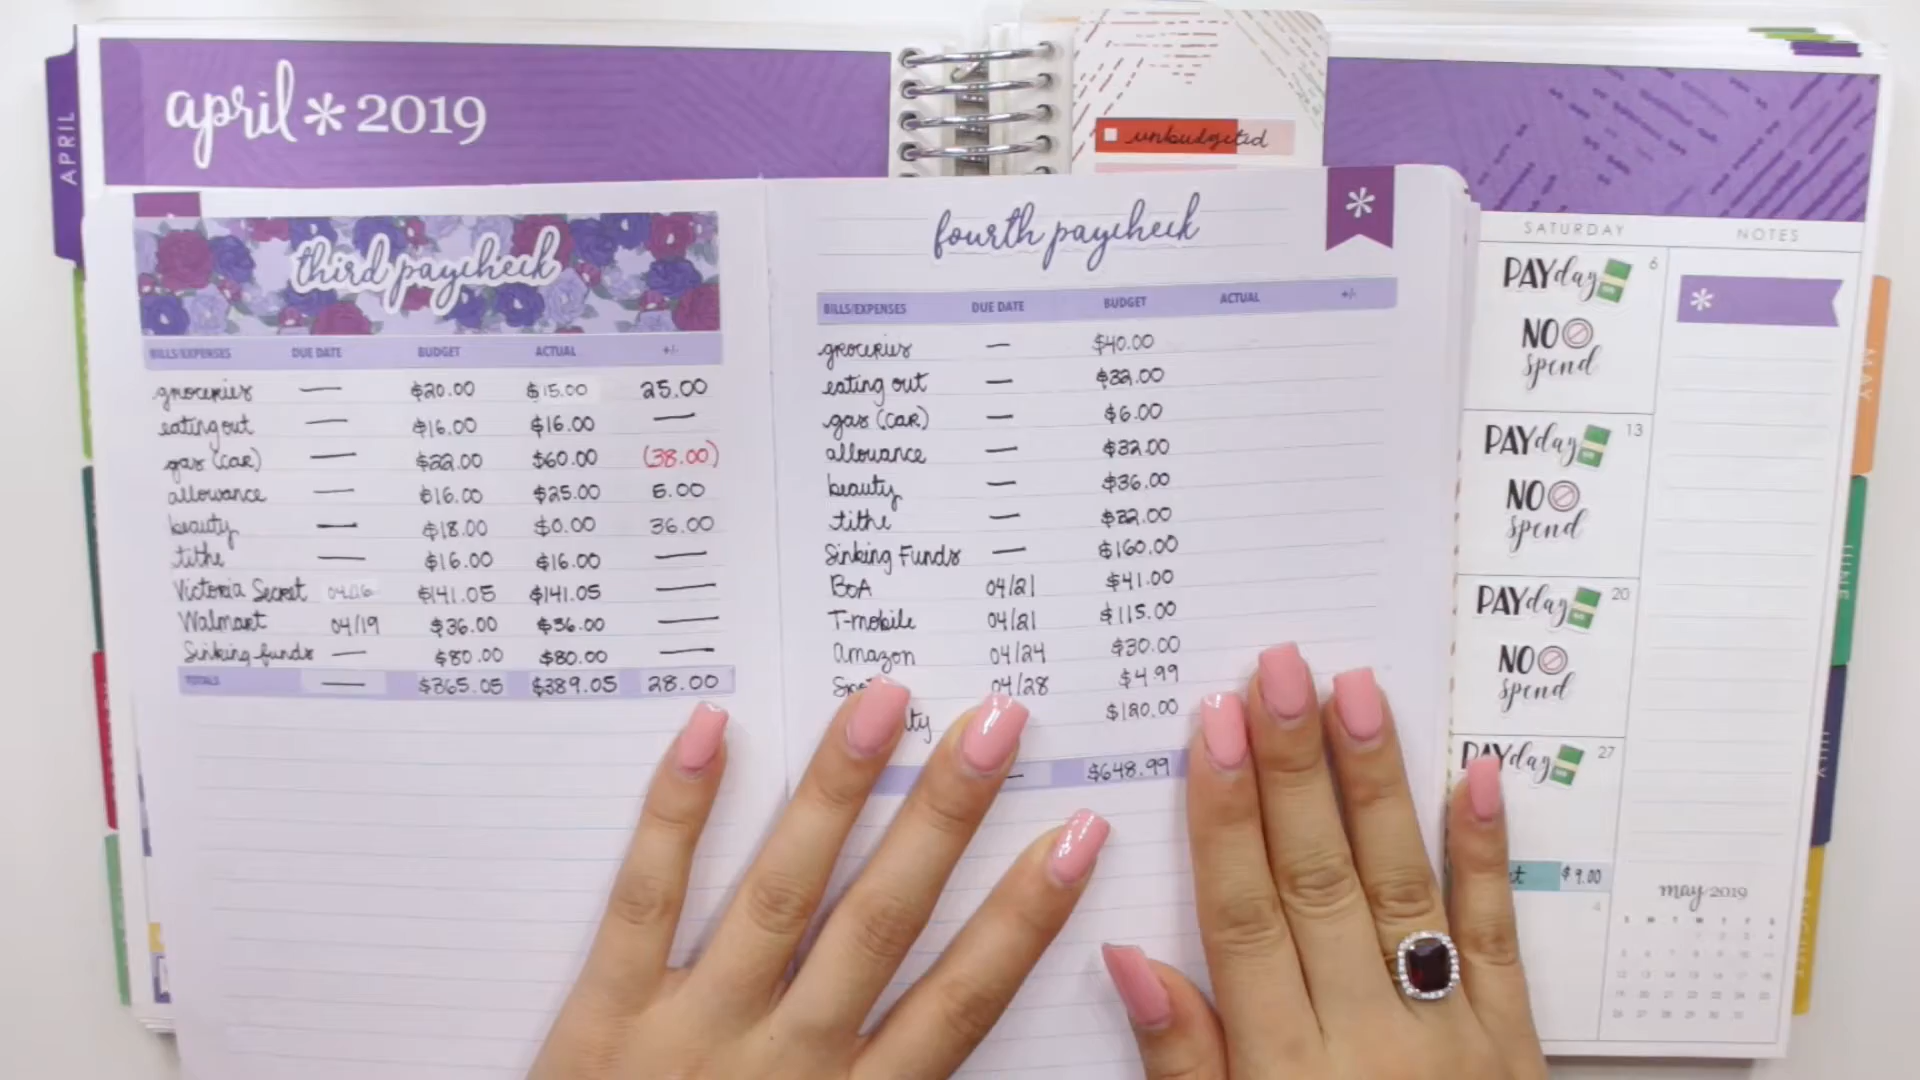 april * 2019
APRIL
unbudgeted
third paycheck
BILLS/EXPENSES DUE DATE BUDGET ACTUAL +/-
groceries — $20.00 $15.00 25.00
eating out — $16.00 $16.00 —
gas (car) — $22.00 $60.00 (38.00)
allowance — $16.00 $25.00 5.00
beauty — $18.00 $0.00 36.00
tithe — $16.00 $16.00 —
Victoria Secret 04/16 $141.05 $141.05 —
Walmart 04/19 $36.00 $36.00 —
Sinking funds — $80.00 $80.00 —
TOTALS — $365.05 $389.05 28.00
fourth paycheck
BILLS/EXPENSES DUE DATE BUDGET ACTUAL +/-
groceries — $40.00
eating out — $32.00
gas (car) — $6.00
allowance — $32.00
beauty — $36.00
tithe — $32.00
Sinking Funds — $160.00
BoA 04/21 $41.00
T-mobile 04/21 $115.00
Amazon 04/24 $30.00
04/28 $4.99
$120.00
— $648.99
SATURDAY NOTES
6
PAYday
NO
spend
13
PAYday
NO
spend
20
PAYday
NO
spend
27
PAYday
$9.00
4
may 2019
MAY
JUNE
JULY
AUGUST